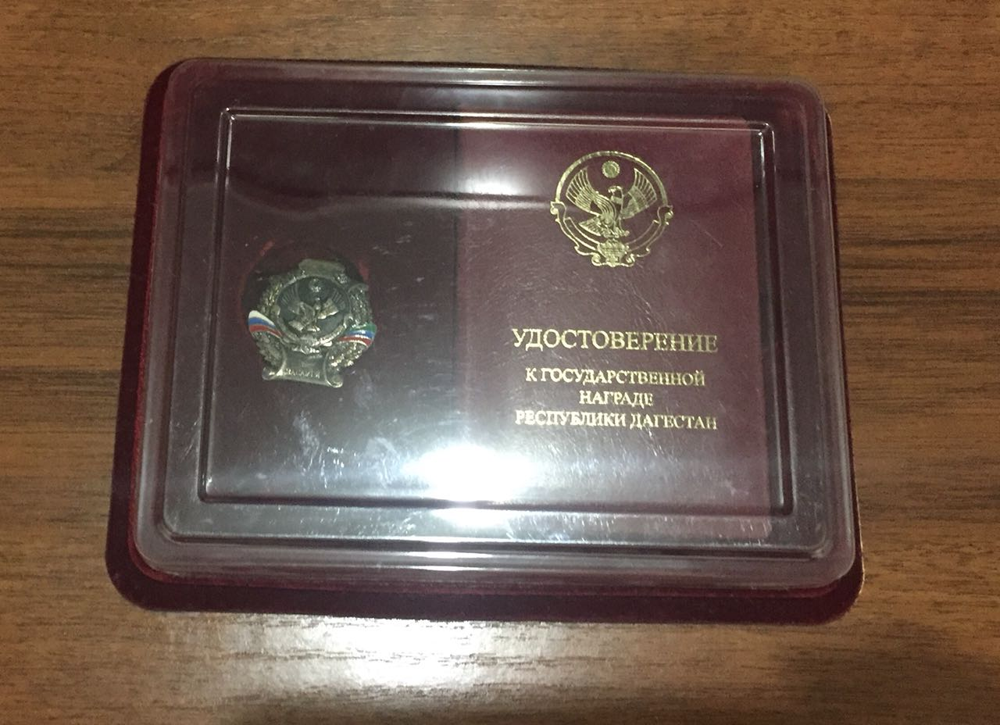 УДОСТОВЕРЕНИЕ
К ГОСУДАРСТВЕННОЙ
НАГРАДЕ
РЕСПУБЛИКИ ДАГЕСТАН